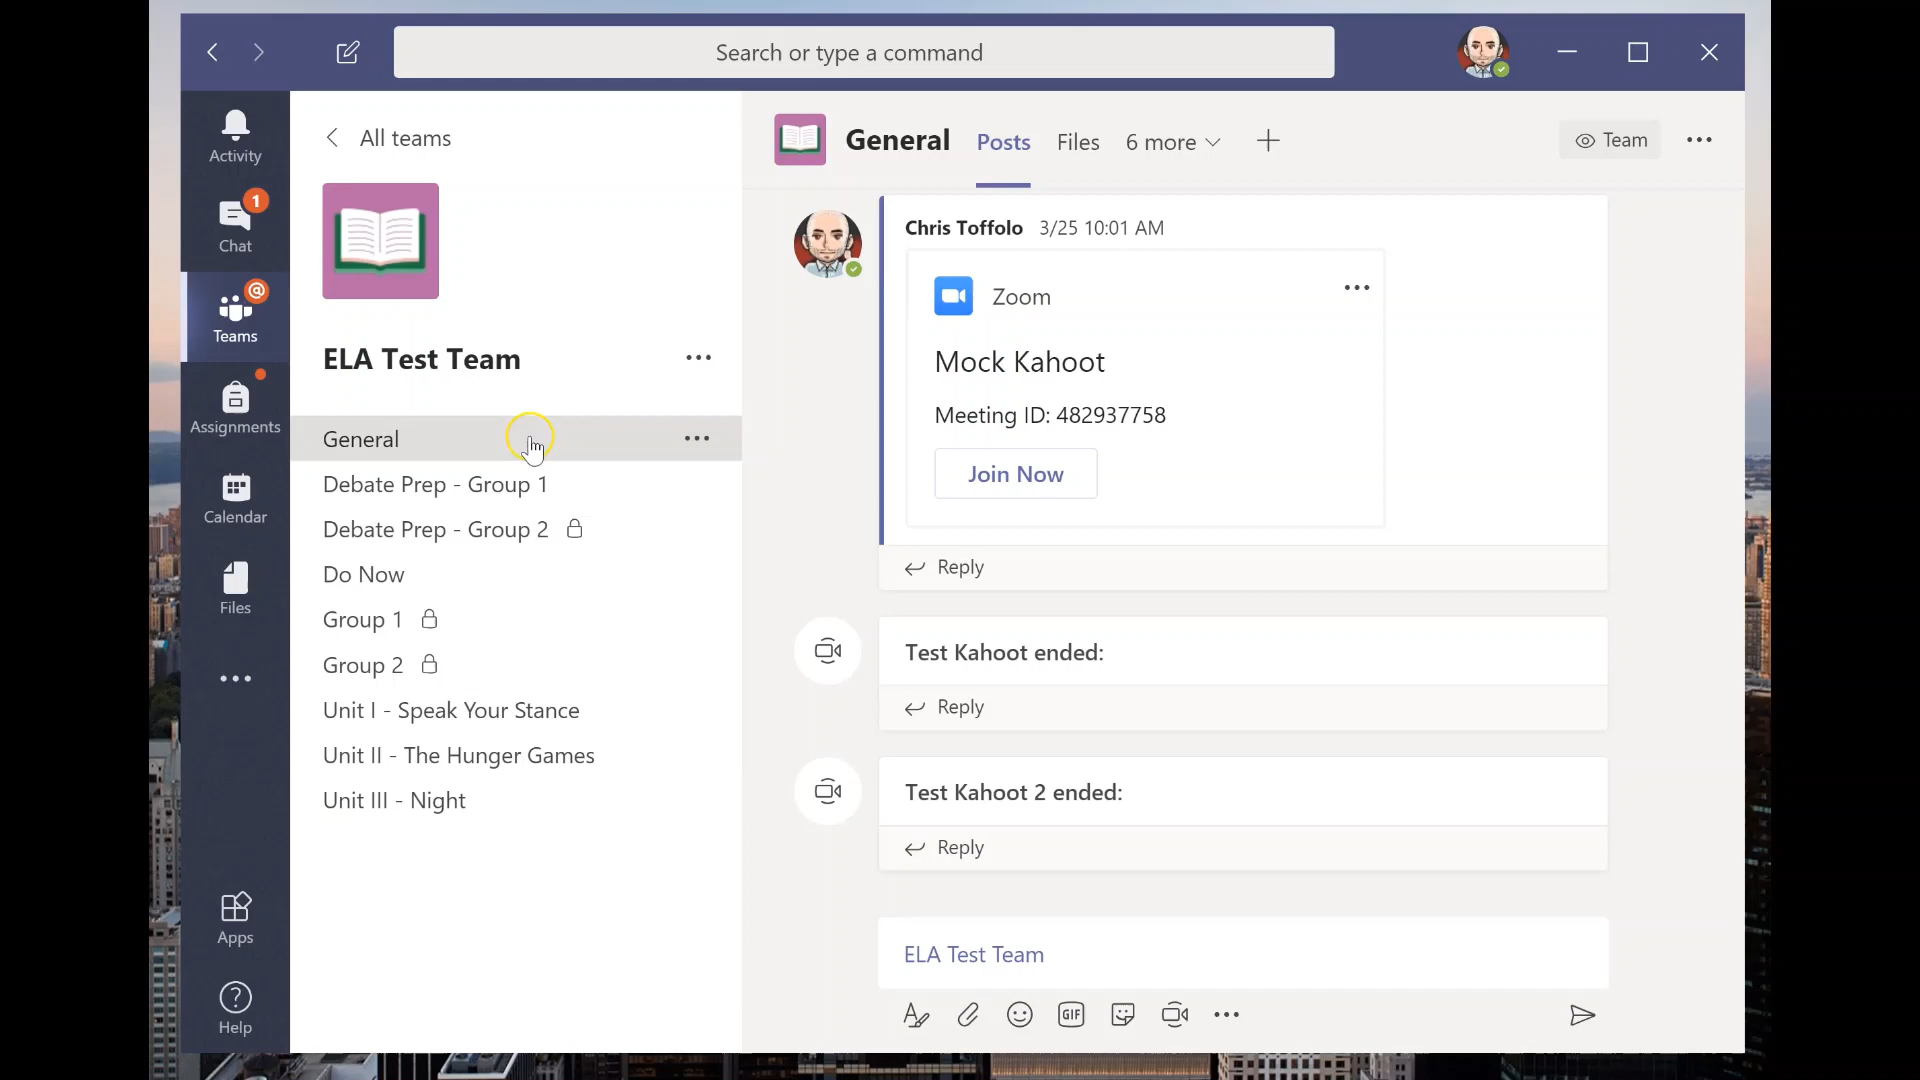 Search or type a command
Activity
1
Chat
@
Teams
Assignments
Calendar
Files
Apps
Help
All teams
ELA Test Team
General
Debate Prep - Group 1
Debate Prep - Group 2
Do Now
Group 1
Group 2
Unit I - Speak Your Stance
Unit II - The Hunger Games
Unit III - Night
General Posts Files 6 more Team
Chris Toffolo 3/25 10:01 AM
Zoom
Mock Kahoot
Meeting ID: 482937758
Join Now
Reply
Test Kahoot ended:
Reply
Test Kahoot 2 ended:
Reply
ELA Test Team
GIF